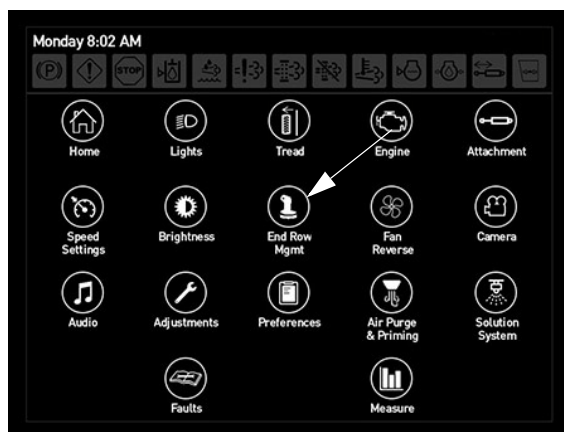 Monday 8:02 AM
(P) STOP
Home Lights Tread Engine Attachment
Speed Brightness End Row Fan Camera
Settings Mgmt Reverse
Audio Adjustments Preferences Air Purge Solution
& Priming System
Faults Measure